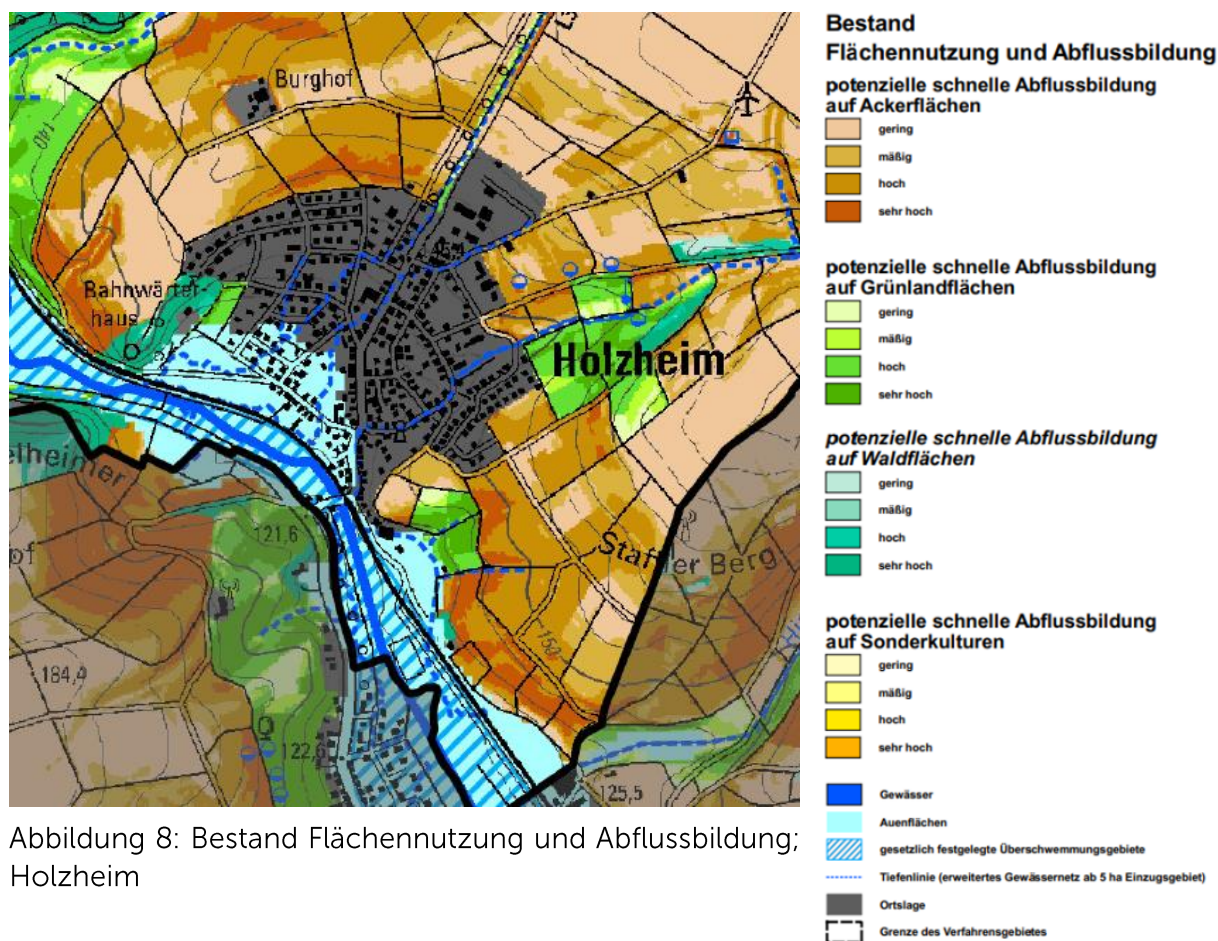 Burghof
Bahnwärter-
haus
Holzheim
elheimer
121,6
Staffler Berg
of
150
184,4
122,6
125,5
Abbildung 8: Bestand Flächennutzung und Abflussbildung;
Holzheim
Bestand
Flächennutzung und Abflussbildung
potenzielle schnelle Abflussbildung
auf Ackerflächen
gering
mäßig
hoch
sehr hoch
potenzielle schnelle Abflussbildung
auf Grünlandflächen
gering
mäßig
hoch
sehr hoch
potenzielle schnelle Abflussbildung
auf Waldflächen
gering
mäßig
hoch
sehr hoch
potenzielle schnelle Abflussbildung
auf Sonderkulturen
gering
mäßig
hoch
sehr hoch
Gewässer
Auenflächen
gesetzlich festgelegte Überschwemmungsgebiete
Tiefenlinie (erweitertes Gewässernetz ab 5 ha Einzugsgebiet)
Ortslage
Grenze des Verfahrensgebietes